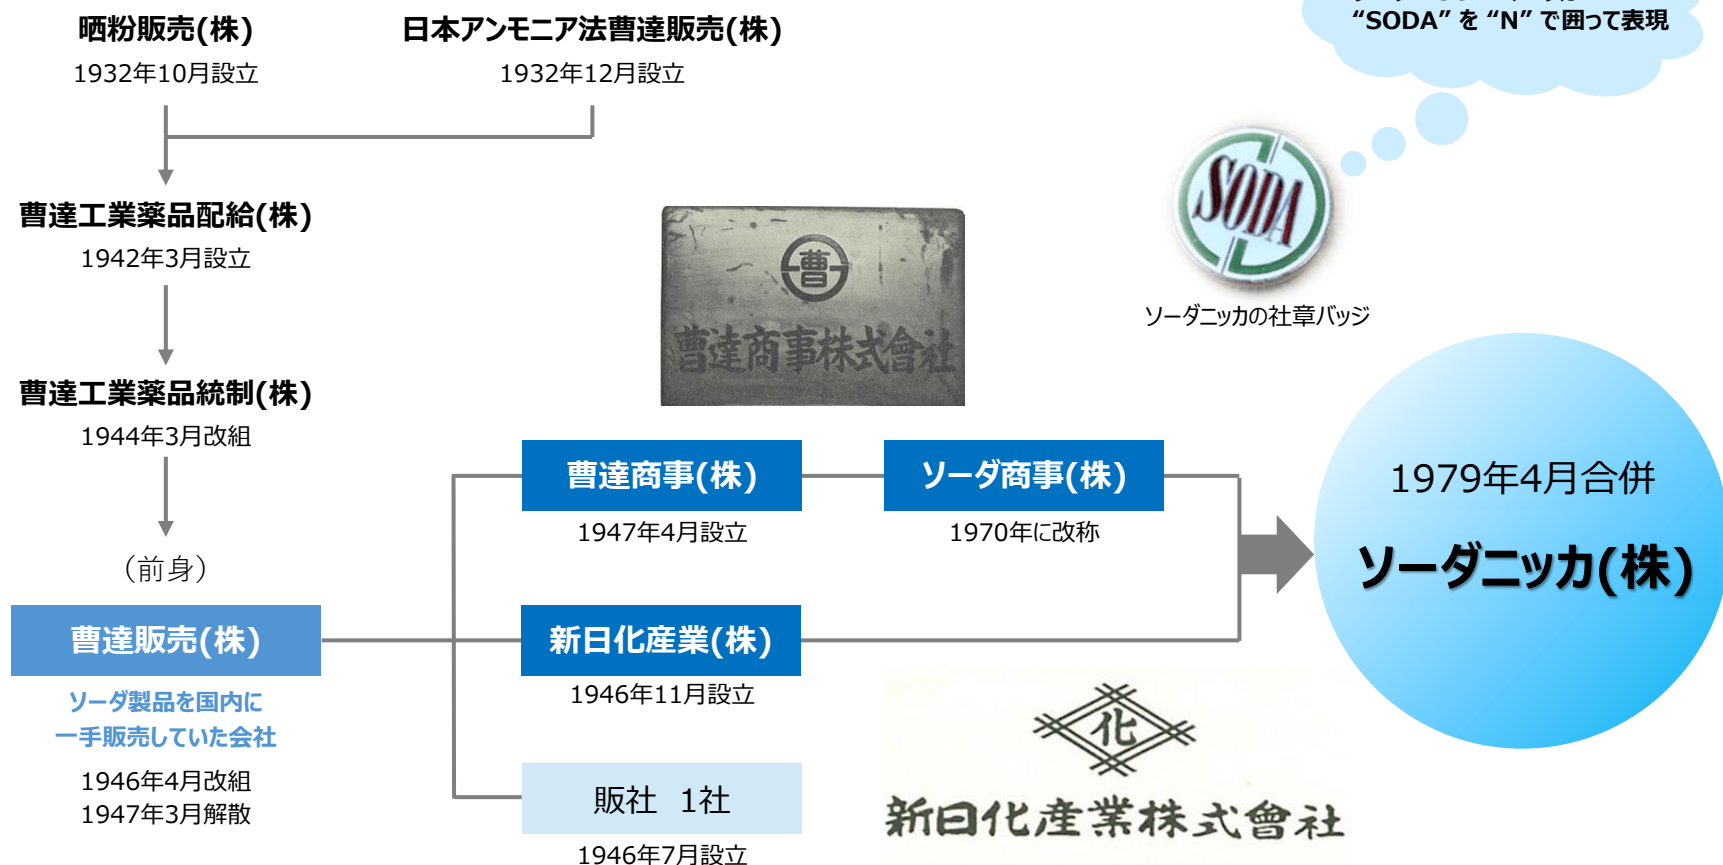 晒粉販売(株)
1932年10月設立
日本アンモニア法曹達販売(株)
1932年12月設立
“SODA” を “N” で囲って表現
曹達工業薬品配給(株)
1942年3月設立
曹
曹達商事株式會社
SODA
ソーダニッカの社章バッジ
曹達工業薬品統制(株)
1944年3月改組
(前身)
曹達販売(株)
ソーダ製品を国内に
一手販売していた会社
1946年4月改組
1947年3月解散
曹達商事(株)
1947年4月設立
ソーダ商事(株)
1970年に改称
新日化産業(株)
1946年11月設立
販社 1社
1946年7月設立
化
新日化産業株式會社
1979年4月合併
ソーダニッカ(株)